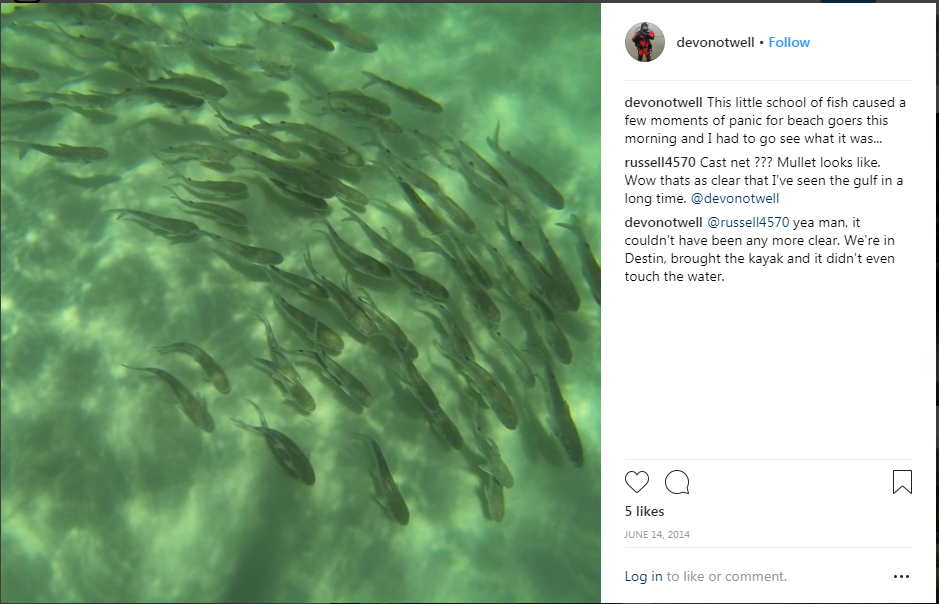 devonotwell • Follow
devonotwell This little school of fish caused a
few moments of panic for beach goers this
morning and I had to go see what it was...
russell4570 Cast net ??? Mullet looks like.
Wow thats as clear that I've seen the gulf in a
long time. @devonotwell
devonotwell @russell4570 yea man, it
couldn't have been any more clear. We're in
Destin, brought the kayak and it didn't even
touch the water.
5 likes
JUNE 14, 2014
Log in to like or comment.